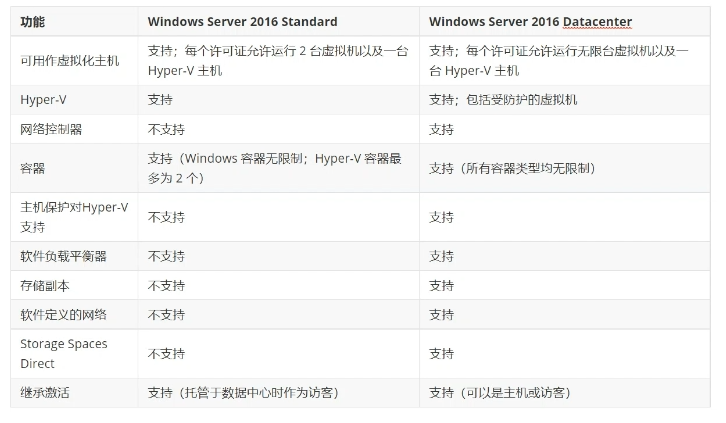 功能 Windows Server 2016 Standard Windows Server 2016 Datacenter
可用作虚拟化主机 支持；每个许可证允许运行 2 台虚拟机以及一台 支持；每个许可证允许运行无限台虚拟机以及一
Hyper-V 主机 台 Hyper-V 主机
Hyper-V 支持 支持；包括受防护的虚拟机
网络控制器 不支持 支持
容器 支持（Windows 容器无限制；Hyper-V 容器最 支持（所有容器类型均无限制）
多为 2 个）
主机保护对Hyper-V 不支持 支持
支持
软件负载平衡器 不支持 支持
存储副本 不支持 支持
软件定义的网络 不支持 支持
Storage Spaces 不支持 支持
Direct
继承激活 支持（托管于数据中心时作为访客） 支持（可以是主机或访客）